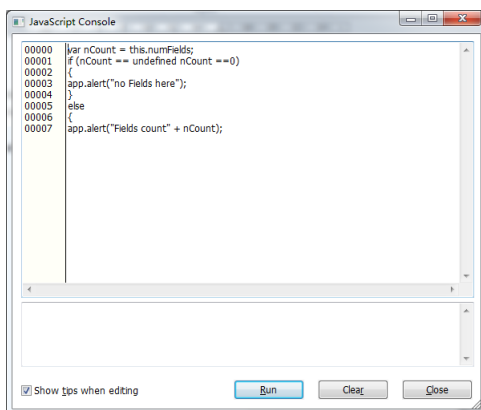 JavaScript Console
00000 var nCount = this.numFields;
00001 if (nCount == undefined nCount ==0)
00002 {
00003 app.alert("no Fields here");
00004 }
00005 else
00006 {
00007 app.alert("Fields count" + nCount);
Show tips when editing
Run
Clear
Close